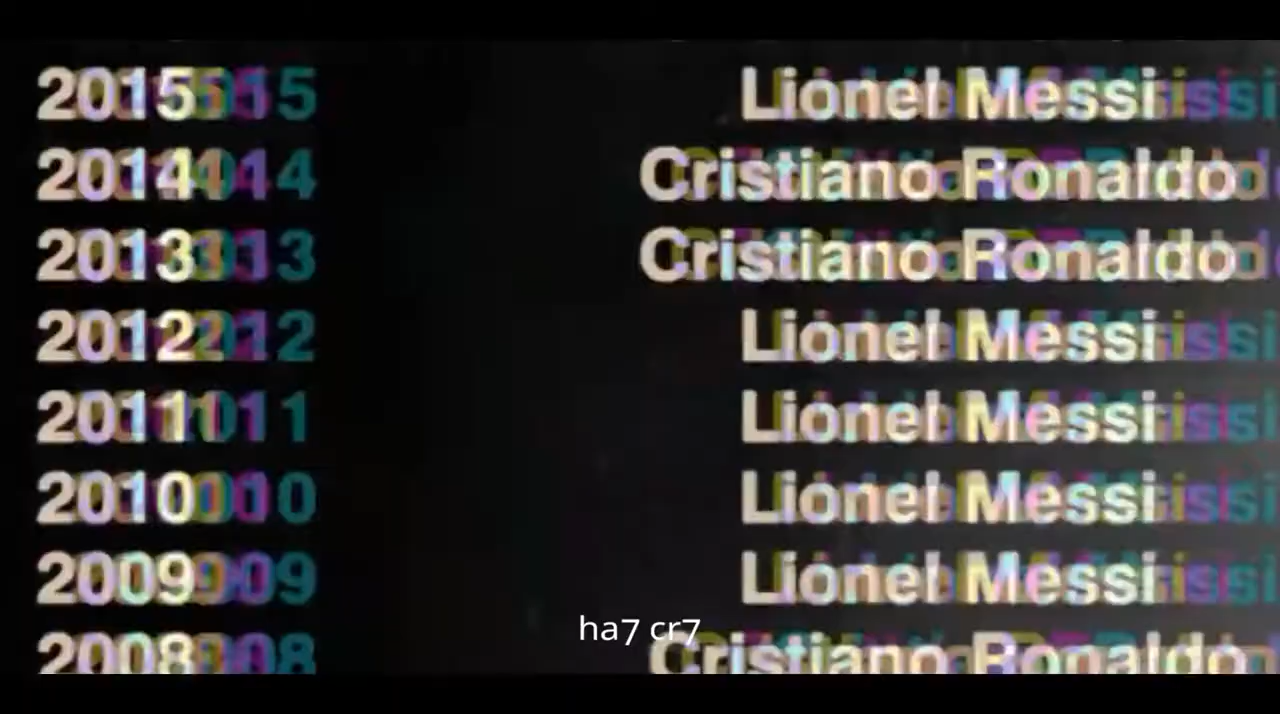 2015 Lionel Messi
2014 Cristiano Ronaldo
2013 Cristiano Ronaldo
2012 Lionel Messi
2011 Lionel Messi
2010 Lionel Messi
2009 Lionel Messi
2008 Cristiano Ronaldo
ha7 cr7